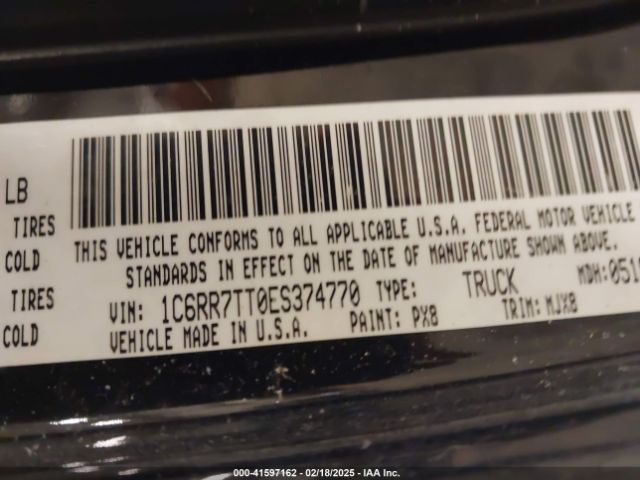 LB
TIRES
COLD
TIRES
COLD
THIS VEHICLE CONFORMS TO ALL APPLICABLE U.S.A. FEDERAL MOTOR VEHICLE
STANDARDS IN EFFECT ON THE DATE OF MANUFACTURE SHOWN ABOVE.
VIN: 1C6RR7TT0ES374770 TYPE: TRUCK MDH: 051
VEHICLE MADE IN U.S.A. PAINT: PX8 TRIM: MJX8
000-41597162 - 02/18/2025 - IAA Inc.